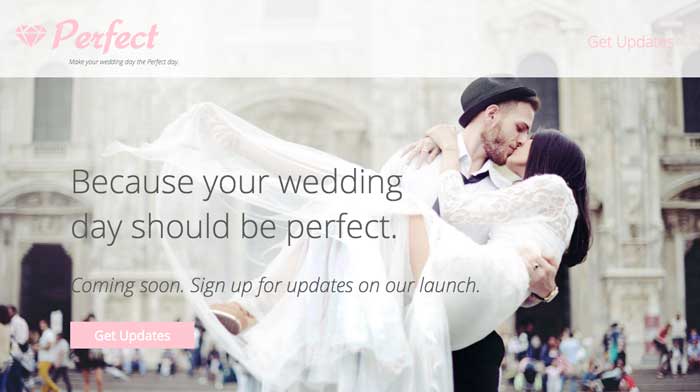 Perfect
Make your wedding day the Perfect day.
Get Updates
Because your wedding
day should be perfect.
Coming soon. Sign up for updates on our launch.
Get Updates